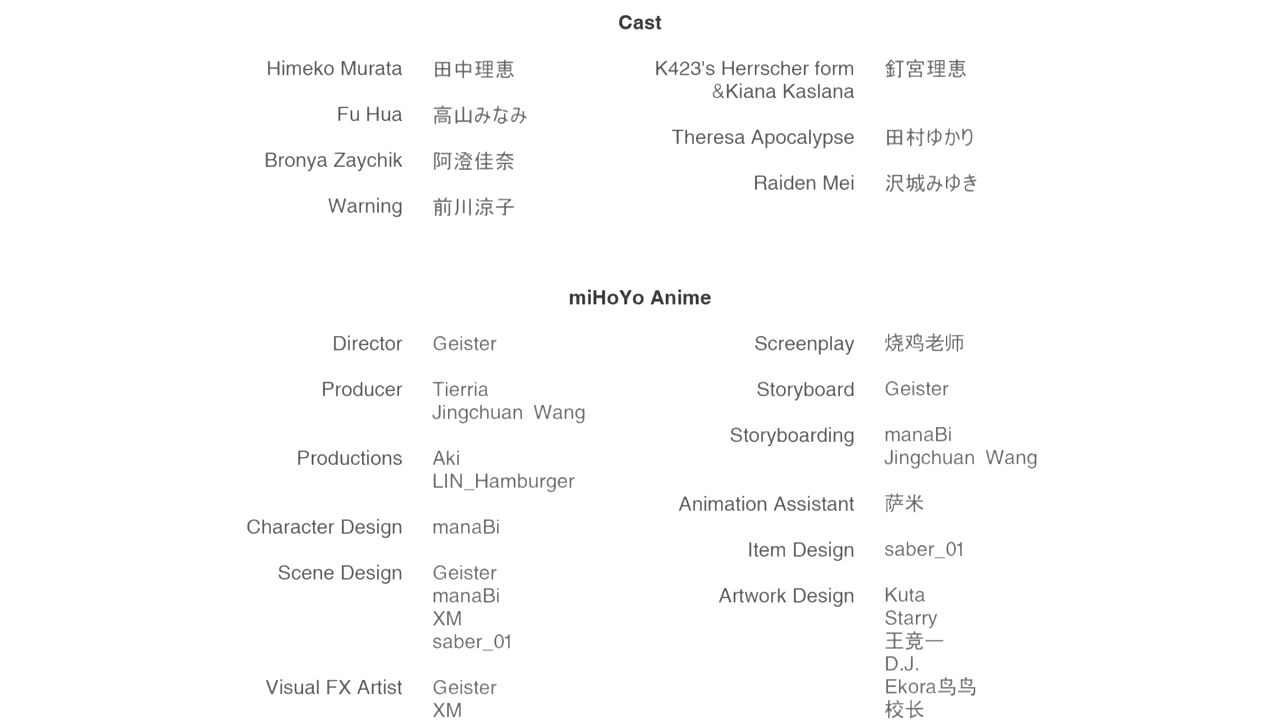 Cast
Himeko Murata 田中理恵
Fu Hua 高山みなみ
Bronya Zaychik 阿澄佳奈
Warning 前川涼子
K423's Herrscher form 釘宮理恵
&Kiana Kaslana
Theresa Apocalypse 田村ゆかり
Raiden Mei 沢城みゆき
miHoYo Anime
Director Geister
Producer Tierria
Jingchuan Wang
Productions Aki
LIN_Hamburger
Character Design manaBi
Scene Design Geister
manaBi
XM
saber_01
Visual FX Artist Geister
XM
Screenplay 烧鸡老师
Storyboard Geister
Storyboarding manaBi
Jingchuan Wang
Animation Assistant 萨米
Item Design saber_01
Artwork Design Kuta
Starry
王竞一
D.J.
Ekora鸟鸟
校长